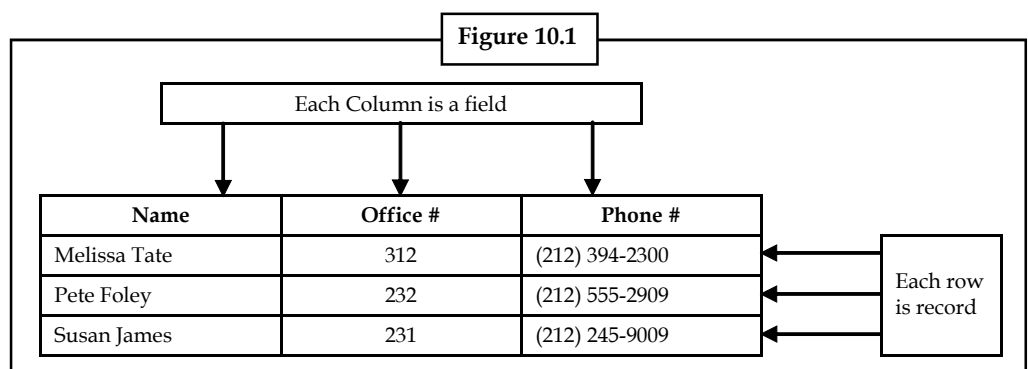 Figure 10.1
Each Column is a field
Name Office # Phone #
Melissa Tate 312 (212) 394-2300
Pete Foley 232 (212) 555-2909
Susan James 231 (212) 245-9009
Each row
is record